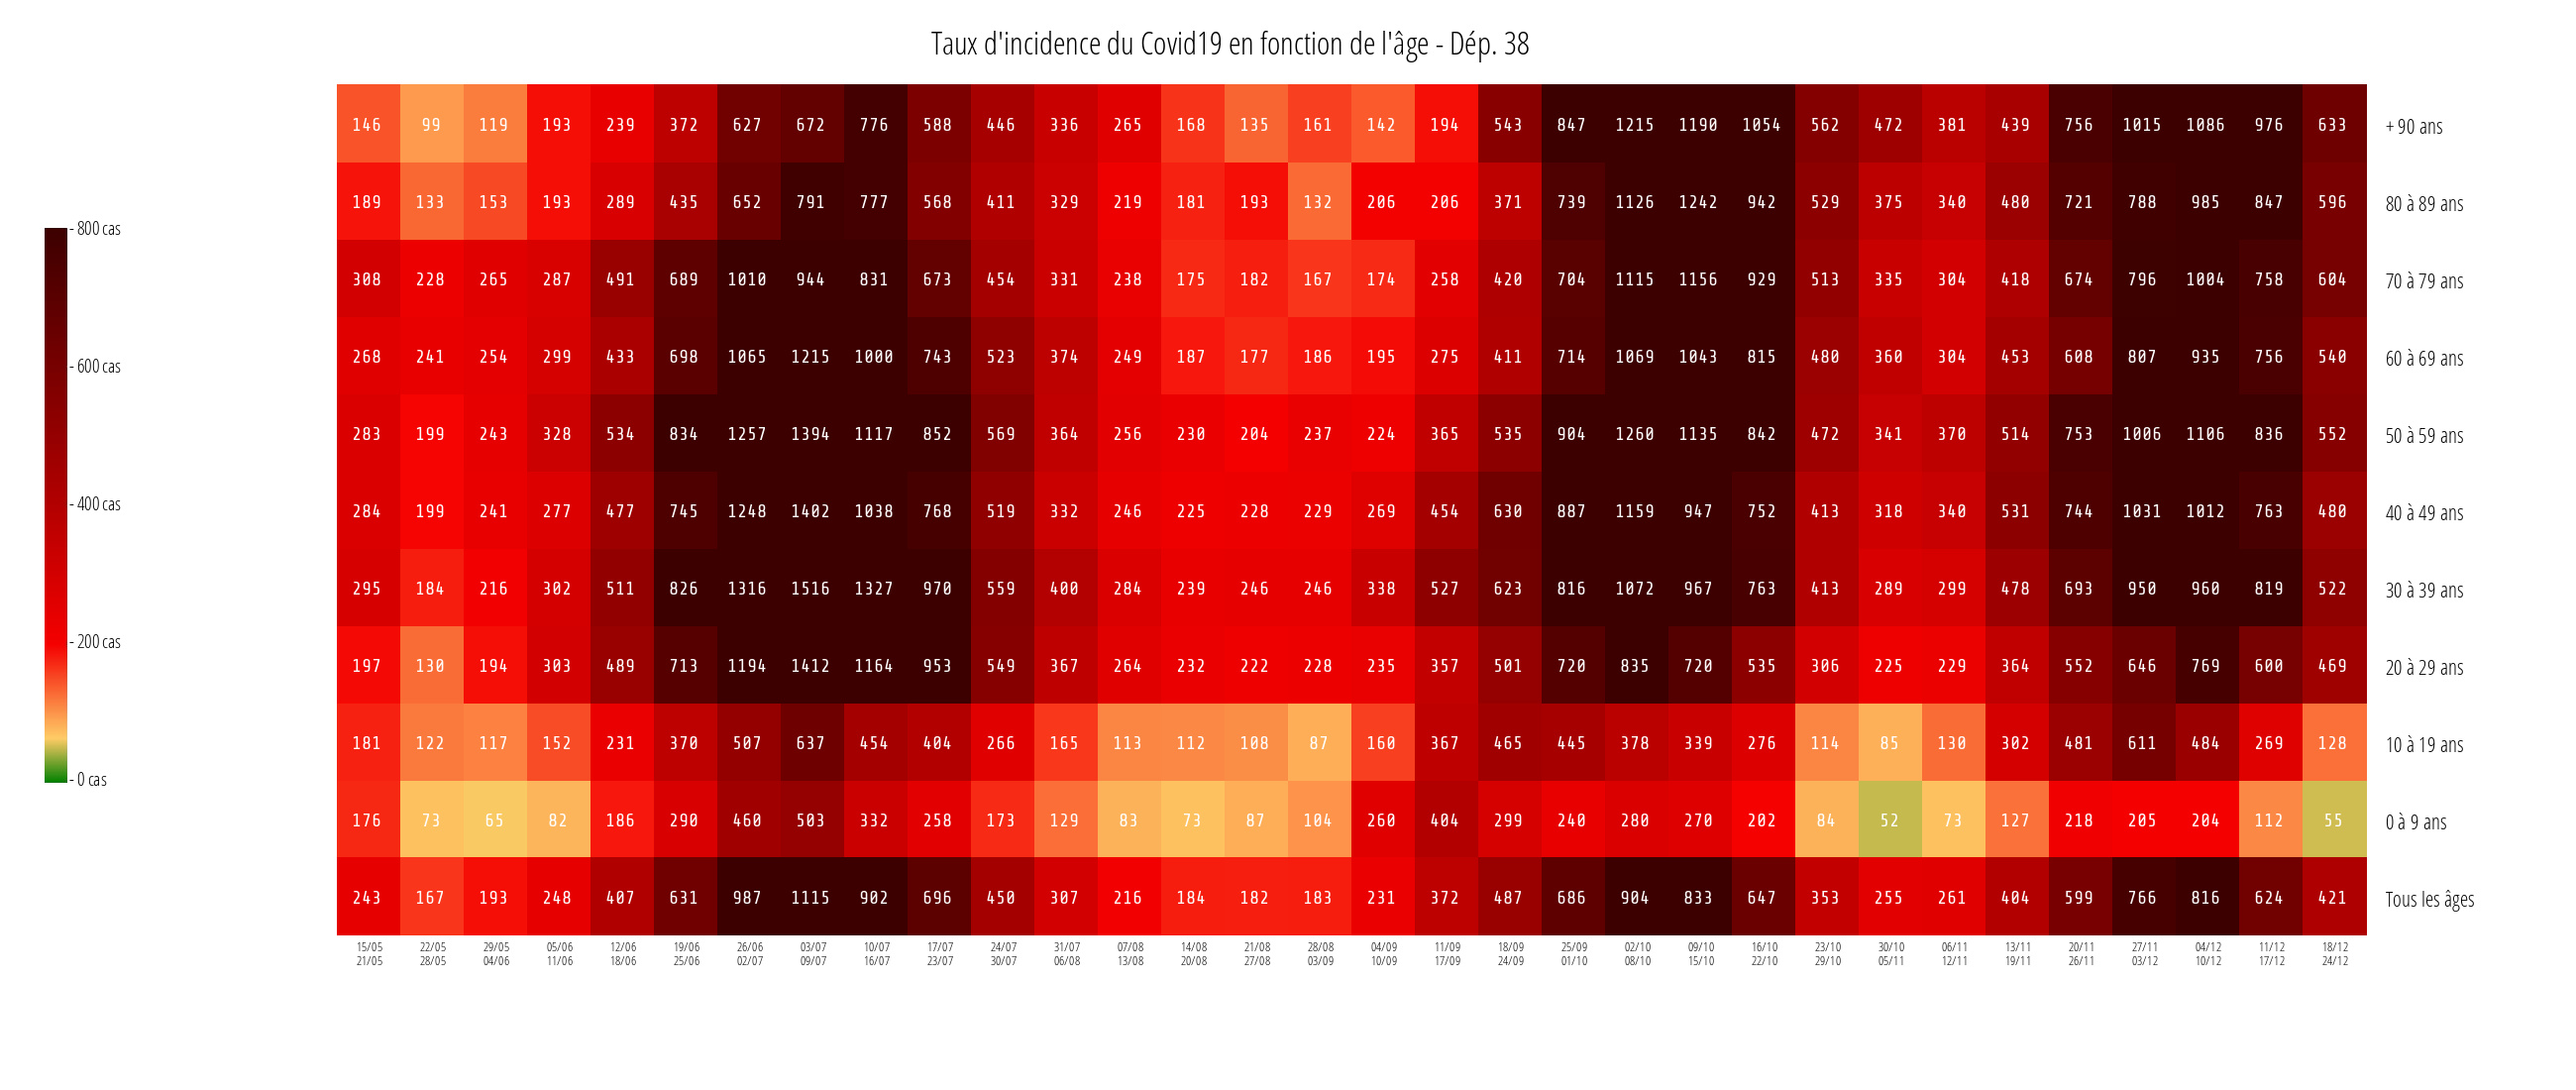 Taux d'incidence du Covid19 en fonction de l'âge - Dép. 38
- 800 cas
- 600 cas
- 400 cas
- 200 cas
- 0 cas
146 99 119 193 239 372 627 672 776 588 446 336 265 168 135 161 142 194 543 847 1215 1190 1054 562 472 381 439 756 1015 1086 976 633 + 90 ans
189 133 153 193 289 435 652 791 777 568 411 329 219 181 193 132 206 206 371 739 1126 1242 942 529 375 340 480 721 788 985 847 596 80 à 89 ans
308 228 265 287 491 689 1010 944 831 673 454 331 238 175 182 167 174 258 420 704 1115 1156 929 513 335 304 418 674 796 1004 758 604 70 à 79 ans
268 241 254 299 433 698 1065 1215 1000 743 523 374 249 187 177 186 195 275 411 714 1069 1043 815 480 360 304 453 608 807 935 756 540 60 à 69 ans
283 199 243 328 534 834 1257 1394 1117 852 569 364 256 230 204 237 224 365 535 904 1260 1135 842 472 341 370 514 753 1006 1106 836 552 50 à 59 ans
284 199 241 277 477 745 1248 1402 1038 768 519 332 246 225 228 229 269 454 630 887 1159 947 752 413 318 340 531 744 1031 1012 763 480 40 à 49 ans
295 184 216 302 511 826 1316 1516 1327 970 559 400 284 239 246 246 338 527 623 816 1072 967 763 413 289 299 478 693 950 960 819 522 30 à 39 ans
197 130 194 303 489 713 1194 1412 1164 953 549 367 264 232 222 228 235 357 501 720 835 720 535 306 225 229 364 552 646 769 600 469 20 à 29 ans
181 122 117 152 231 370 507 637 454 404 266 165 113 112 108 87 160 367 465 445 378 339 276 114 85 130 302 481 611 484 269 128 10 à 19 ans
176 73 65 82 186 290 460 503 332 258 173 129 83 73 87 104 260 404 299 240 280 270 202 84 52 73 127 218 205 204 112 55 0 à 9 ans
243 167 193 248 407 631 987 1115 902 696 450 307 216 184 182 183 231 372 487 686 904 833 647 353 255 261 404 599 766 816 624 421 Tous les âges
15/05 22/05 29/05 05/06 12/06 19/06 26/06 03/07 10/07 17/07 24/07 31/07 07/08 14/08 21/08 28/08 04/09 11/09 18/09 25/09 02/10 09/10 16/10 23/10 30/10 06/11 13/11 20/11 27/11 04/12 11/12 18/12
21/05 28/05 04/06 11/06 18/06 25/06 02/07 09/07 16/07 23/07 30/07 06/08 13/08 20/08 27/08 03/09 10/09 17/09 24/09 01/10 08/10 15/10 22/10 29/10 05/11 12/11 19/11 26/11 03/12 10/12 17/12 24/12